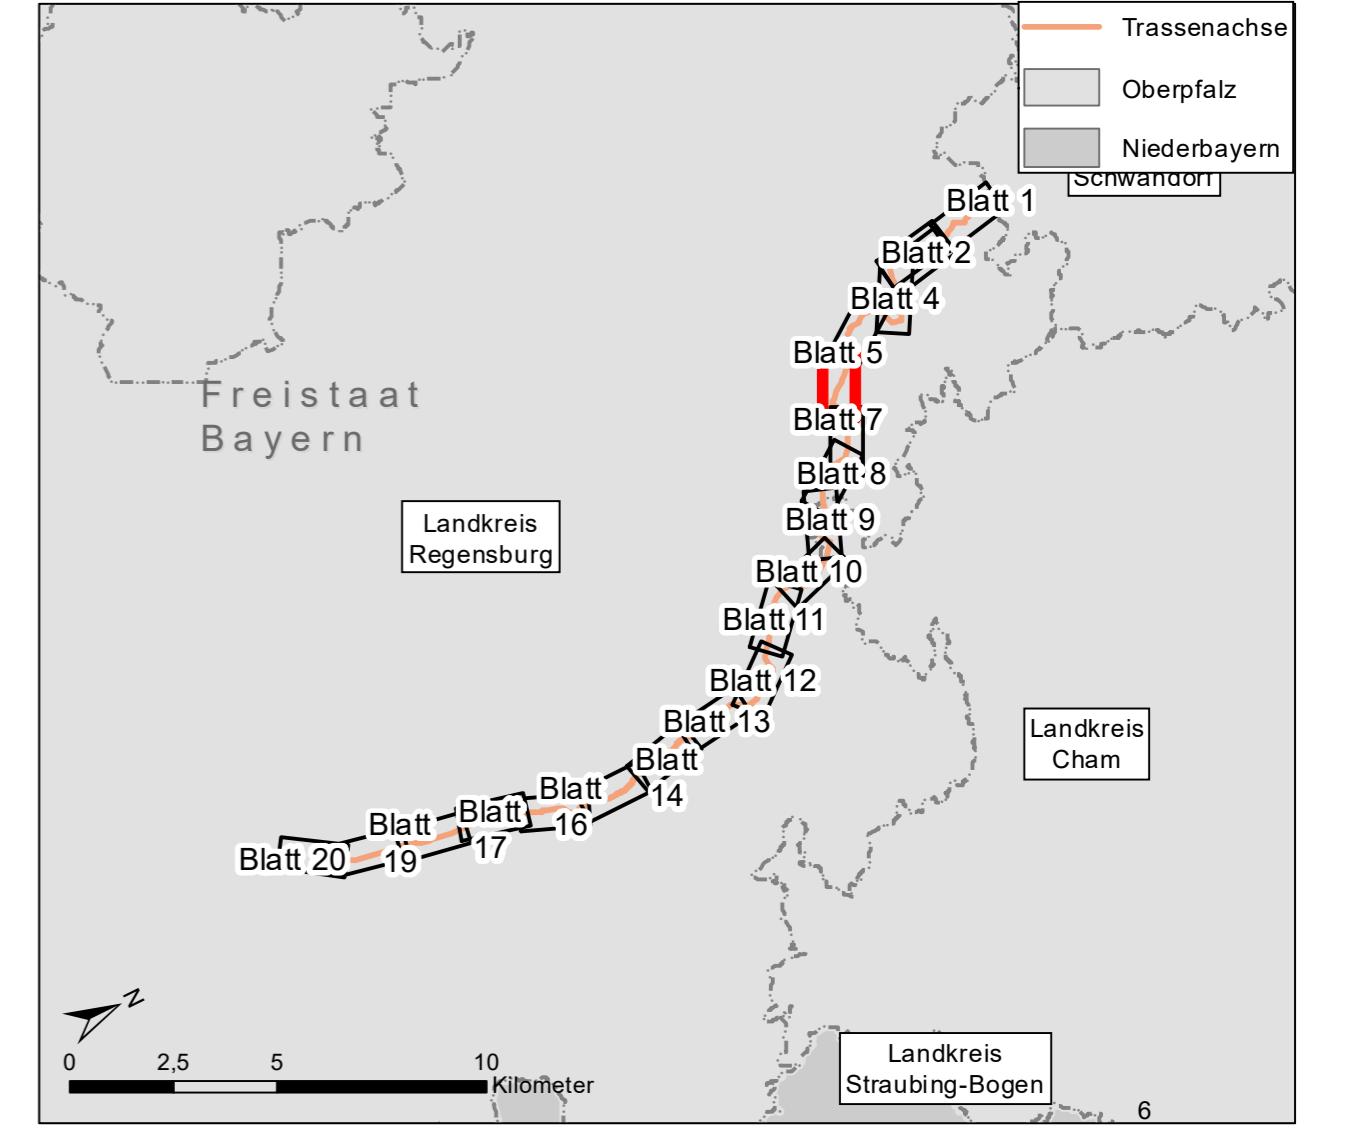 Trassenachse
Oberpfalz
Niederbayern
Schwandorf
Blatt 1
Blatt 2
Blatt 4
Blatt 5
Freistaat
Bayern
Blatt 7
Blatt 8
Landkreis
Regensburg
Blatt 9
Blatt 10
Blatt 11
Blatt 12
Blatt 13
Landkreis
Cham
Blatt
14
Blatt
16
Blatt
17
Blatt
19
Blatt 20
N
0 2,5 5 10
Kilometer
Landkreis
Straubing-Bogen
6